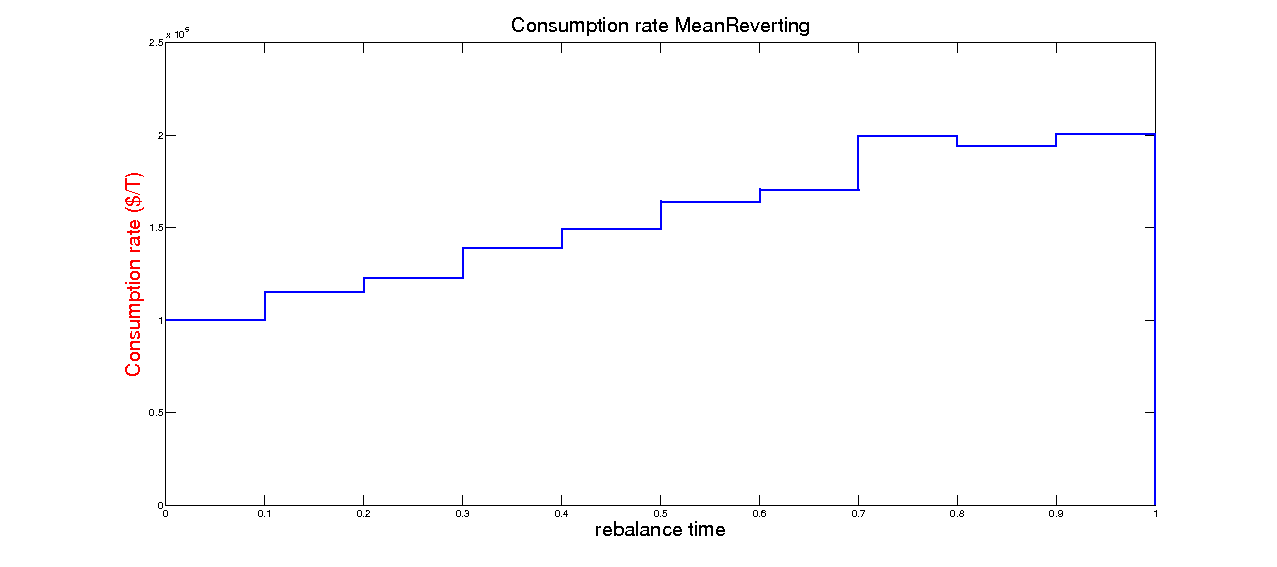 Consumption rate MeanReverting
x 10^5
2.5
2
1.5
1
0.5
0
Consumption rate ($/T)
0 0.1 0.2 0.3 0.4 0.5 0.6 0.7 0.8 0.9 1
rebalance time